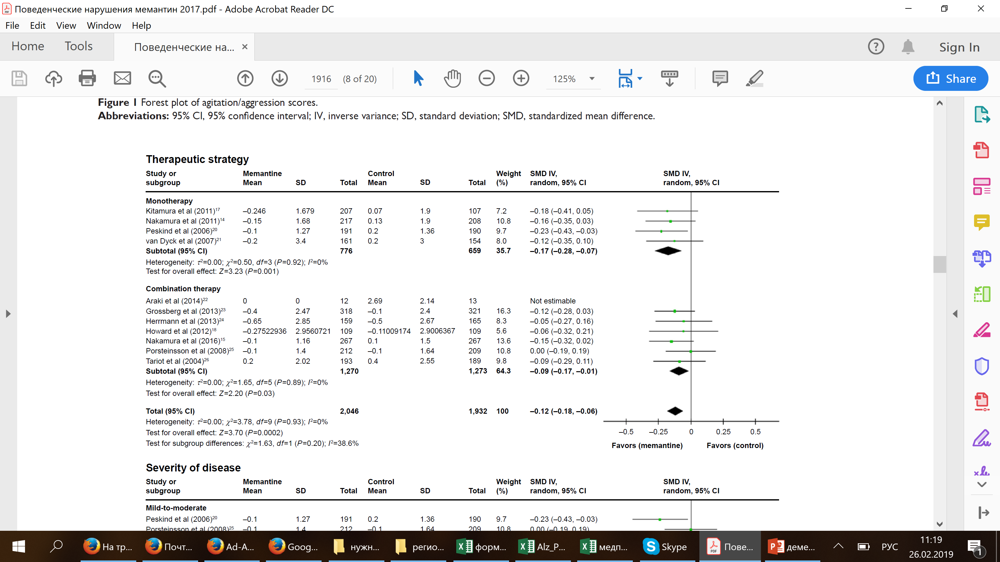 Поведенческие нарушения мемантин 2017.pdf - Adobe Acrobat Reader DC
File Edit View Window Help
Home Tools Поведенческие на... × Sign In
1916 (8 of 20) 125% Share
Figure 1 Forest plot of agitation/aggression scores.
Abbreviations: 95% CI, 95% confidence interval; IV, inverse variance; SD, standard deviation; SMD, standardized mean difference.
Therapeutic strategy
Study or Memantine Control Weight SMD IV, SMD IV,
subgroup Mean SD Total Mean SD Total (%) random, 95% CI random, 95% CI
Monotherapy
Kitamura et al (2011)17 –0.246 1.679 207 0.07 1.9 107 7.2 –0.18 (–0.41, 0.05)
Nakamura et al (2011)14 –0.15 1.68 217 0.13 1.9 208 10.8 –0.16 (–0.35, 0.03)
Peskind et al (2006)20 –0.1 1.27 191 0.2 1.36 190 9.7 –0.23 (–0.43, –0.03)
van Dyck et al (2007)21 –0.2 3.4 161 0.2 3 154 8.0 –0.12 (–0.35, 0.10)
Subtotal (95% CI) 776 659 35.7 –0.17 (–0.28, –0.07)
Heterogeneity: τ²=0.00; χ²=0.50, df=3 (P=0.92); I²=0%
Test for overall effect: Z=3.23 (P=0.001)
Combination therapy
Araki et al (2014)22 0 0 12 2.69 2.14 13 Not estimable
Grossberg et al (2013)23 –0.4 2.47 318 –0.1 2.4 321 16.3 –0.12 (–0.28, 0.03)
Herrmann et al (2013)24 –0.65 2.85 159 –0.5 2.67 165 8.3 –0.05 (–0.27, 0.16)
Howard et al (2012)18 –0.27522936 2.9560721 109 –0.11009174 2.9006367 109 5.6 –0.06 (–0.32, 0.21)
Nakamura et al (2016)15 –0.1 1.16 267 0.1 1.5 267 13.6 –0.15 (–0.32, 0.02)
Porsteinsson et al (2008)25 –0.1 1.4 212 –0.1 1.64 209 10.8 0.00 (–0.19, 0.19)
Tariot et al (2004)26 0.2 2.02 193 0.4 2.55 189 9.8 –0.09 (–0.29, 0.11)
Subtotal (95% CI) 1,270 1,273 64.3 –0.09 (–0.17, –0.01)
Heterogeneity: τ²=0.00; χ²=1.65, df=5 (P=0.89); I²=0%
Test for overall effect: Z=2.20 (P=0.03)
Total (95% CI) 2,046 1,932 100 –0.12 (–0.18, –0.06)
Heterogeneity: τ²=0.00; χ²=3.78, df=9 (P=0.93); I²=0%
Test for overall effect: Z=3.70 (P=0.0002)
Test for subgroup differences: χ²=1.63, df=1 (P=0.20); I²=38.6%
–0.5 –0.25 0 0.25 0.5
Favors (memantine) Favors (control)
Severity of disease
Study or Memantine Control Weight SMD IV, SMD IV,
subgroup Mean SD Total Mean SD Total (%) random, 95% CI random, 95% CI
Mild-to-moderate
Peskind et al (2006)20 –0.1 1.27 191 0.2 1.36 190 9.7 –0.23 (–0.43, –0.03)
Porsteinsson et al (2008)25 –0.1 1.4 212 –0.1 1.64 209 10.8 0.00 (–0.19, 0.19)
На тр... Почт... Ad-A... Goog... нужн... регио... форм... Alz_P... медп... Skype Пове... деме... РУС 11:19
26.02.2019 1